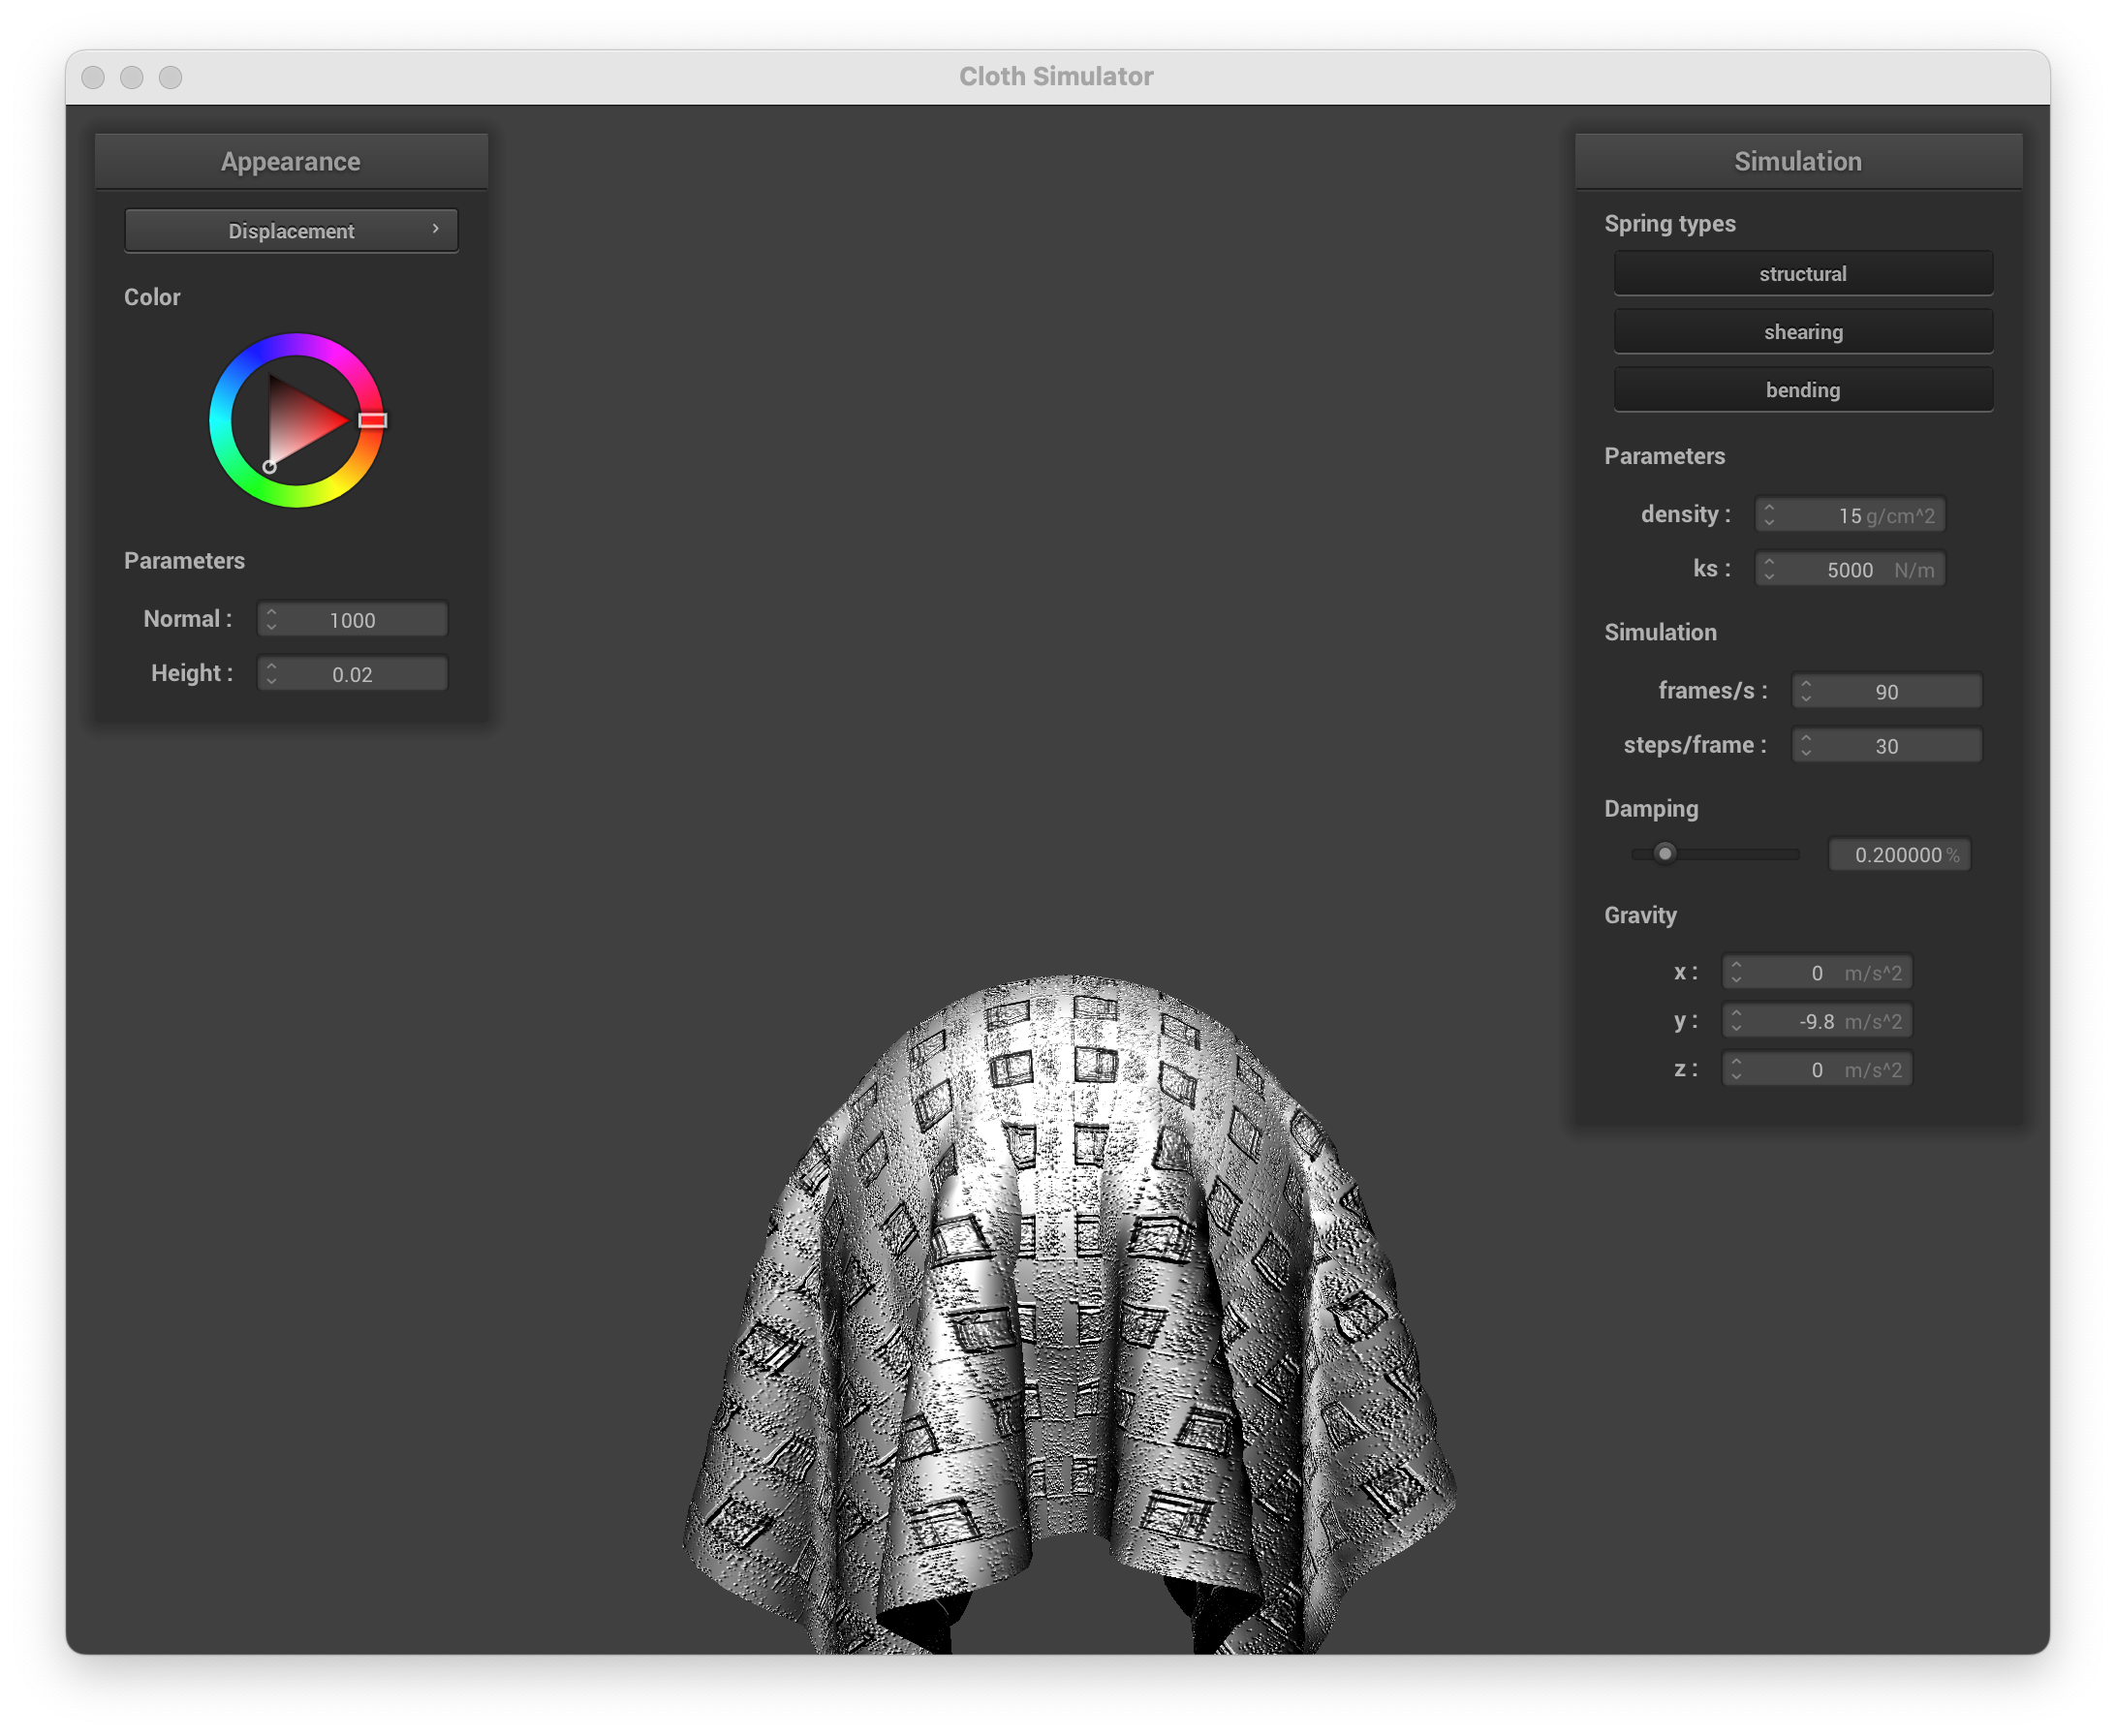 Cloth Simulator
Appearance
Displacement
Color
Parameters
Normal : 1000
Height : 0.02
Simulation
Spring types
structural
shearing
bending
Parameters
density : 15 g/cm^2
ks : 5000 N/m
Simulation
frames/s : 90
steps/frame : 30
Damping
0.200000 %
Gravity
x : 0 m/s^2
y : -9.8 m/s^2
z : 0 m/s^2